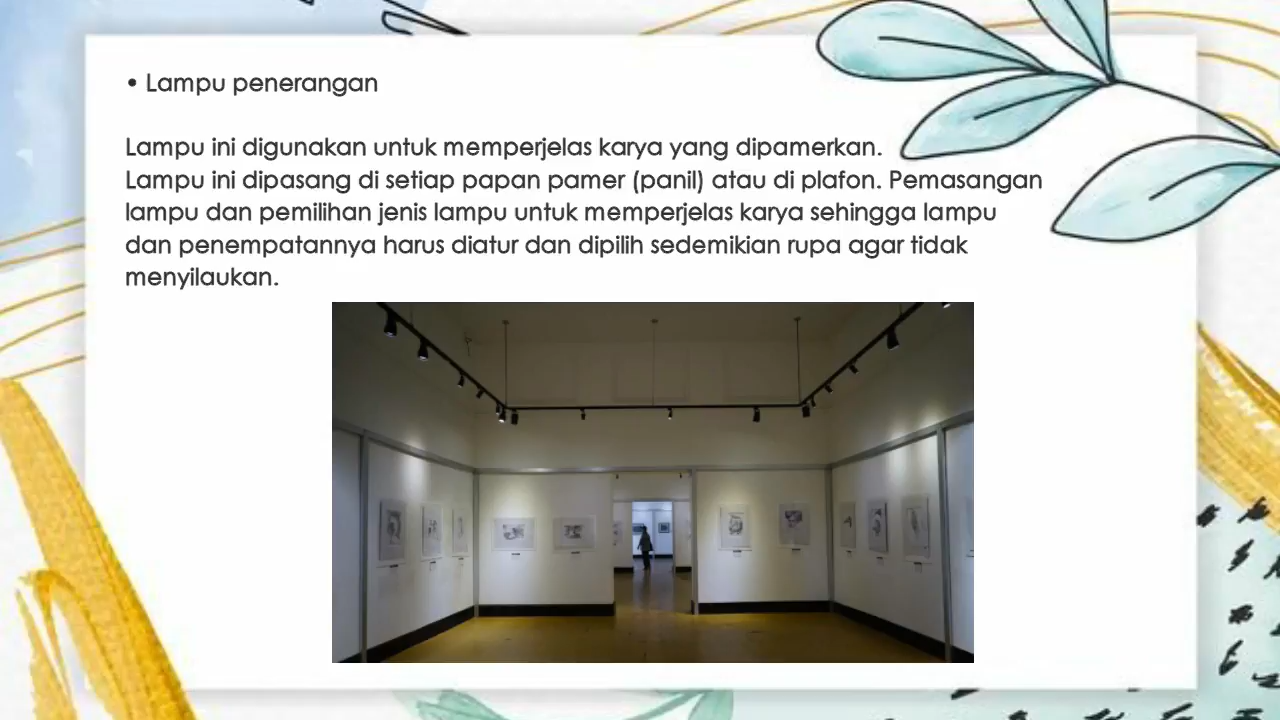 • Lampu penerangan
Lampu ini digunakan untuk memperjelas karya yang dipamerkan.
Lampu ini dipasang di setiap papan pamer (panil) atau di plafon. Pemasangan
lampu dan pemilihan jenis lampu untuk memperjelas karya sehingga lampu
dan penempatannya harus diatur dan dipilih sedemikian rupa agar tidak
menyilaukan.